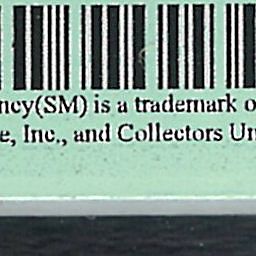 ncy(SM) is a trademark o
e, Inc., and Collectors Un